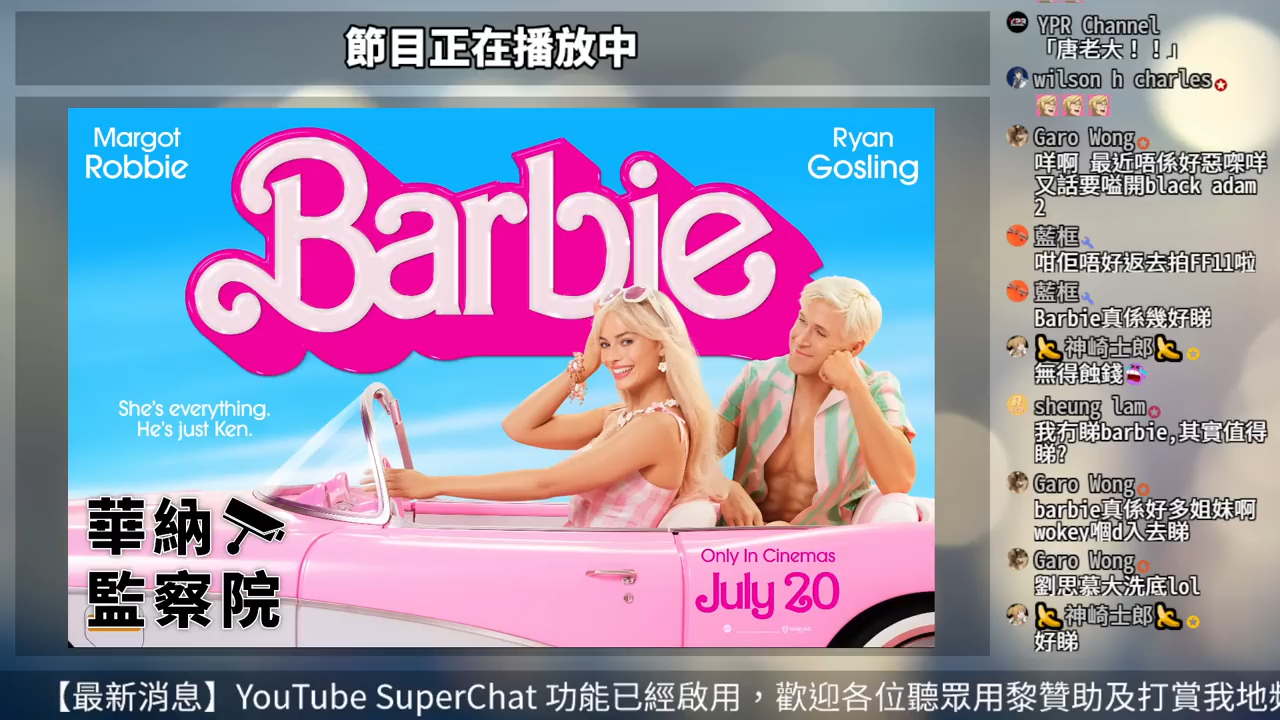 節目正在播放中
Margot
Robbie
Ryan
Gosling
Barbie
She's everything.
He's just Ken.
華納
監察院
Only In Cinemas
July 20
YPR Channel
「唐老大！！」
wilson h charles
Garo Wong
咩啊 最近唔係好惡㗎咩
又話要嗌開black adam
2
藍框
咁佢唔好返去拍FF11啦
藍框
Barbie真係幾好睇
神崎士郎
無得蝕錢
sheung lam
我冇睇barbie,其實值得
睇?
Garo Wong
barbie真係好多姐妹啊
wokey嗰d入去睇
Garo Wong
劉思慕大洗底lol
神崎士郎
好睇
【最新消息】YouTube SuperChat 功能已經啟用，歡迎各位聽眾用黎贊助及打賞我地頻